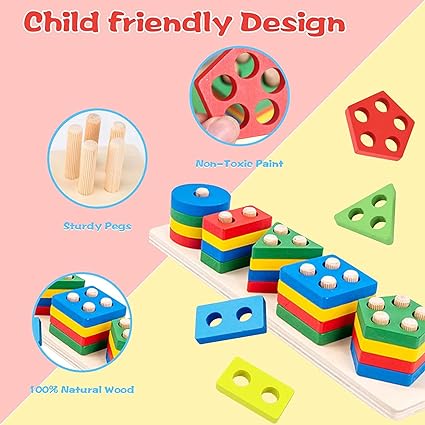 Child friendly Design
Non-Toxic Paint
Sturdy Pegs
100% Natural Wood